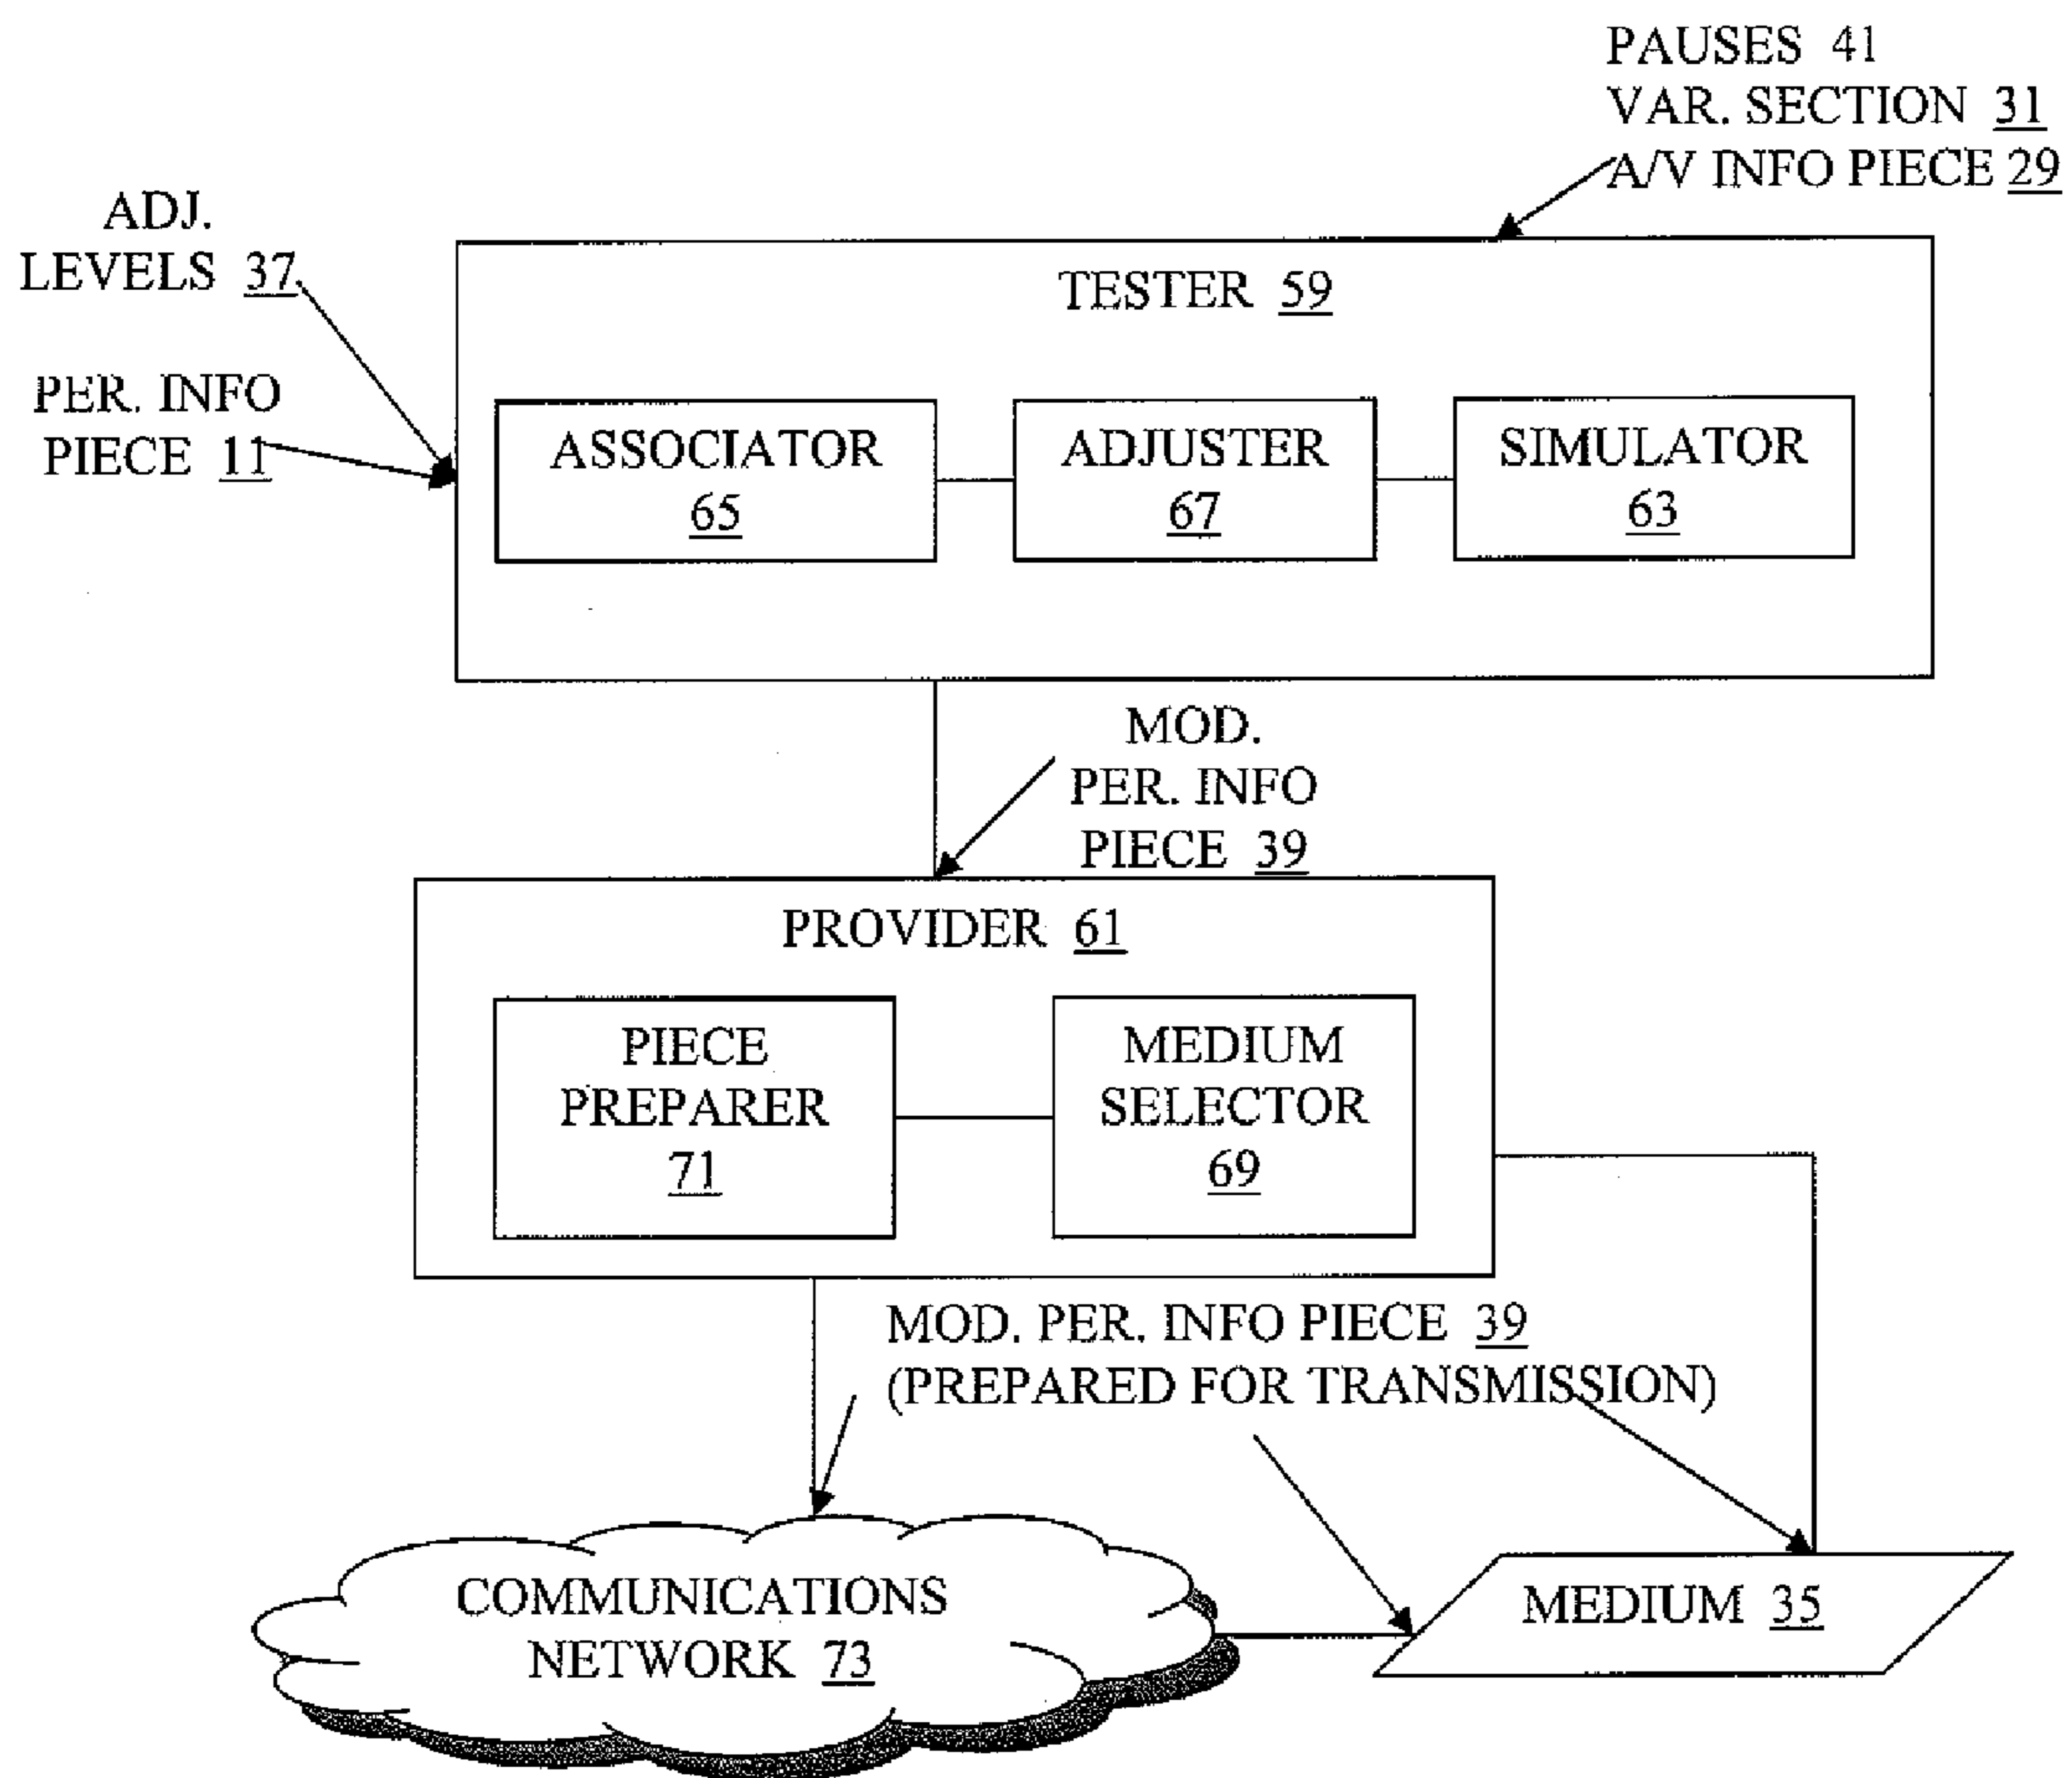 PAUSES 41
VAR. SECTION 31
A/V INFO PIECE 29
ADJ.
LEVELS 37
PER. INFO
PIECE 11
TESTER 59
ASSOCIATOR
65
ADJUSTER
67
SIMULATOR
63
MOD.
PER. INFO
PIECE 39
PROVIDER 61
PIECE
PREPARER
71
MEDIUM
SELECTOR
69
MOD. PER. INFO PIECE 39
(PREPARED FOR TRANSMISSION)
COMMUNICATIONS
NETWORK 73
MEDIUM 35